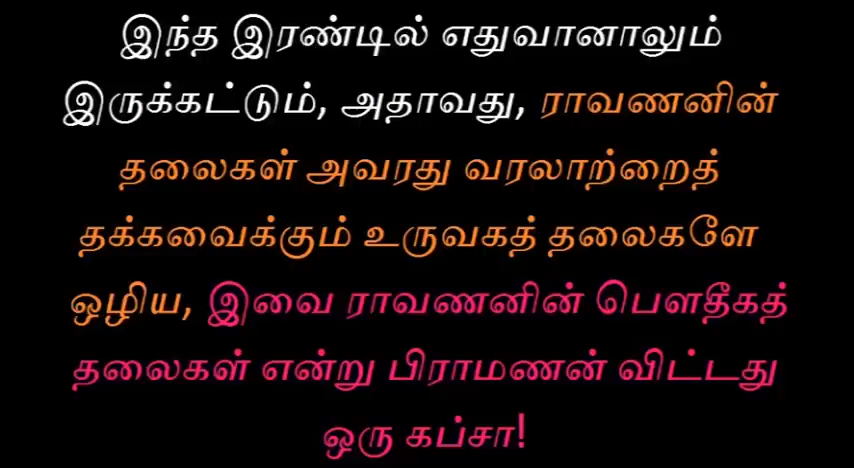 இந்த இரண்டில் எதுவானாலும்
இருக்கட்டும், அதாவது, ராவணனின்
தலைகள் அவரது வரலாற்றைத்
தக்கவைக்கும் உருவகத் தலைகளே
ஒழிய, இவை ராவணனின் பௌதீகத்
தலைகள் என்று பிராமணன் விட்டது
ஒரு கப்சா!